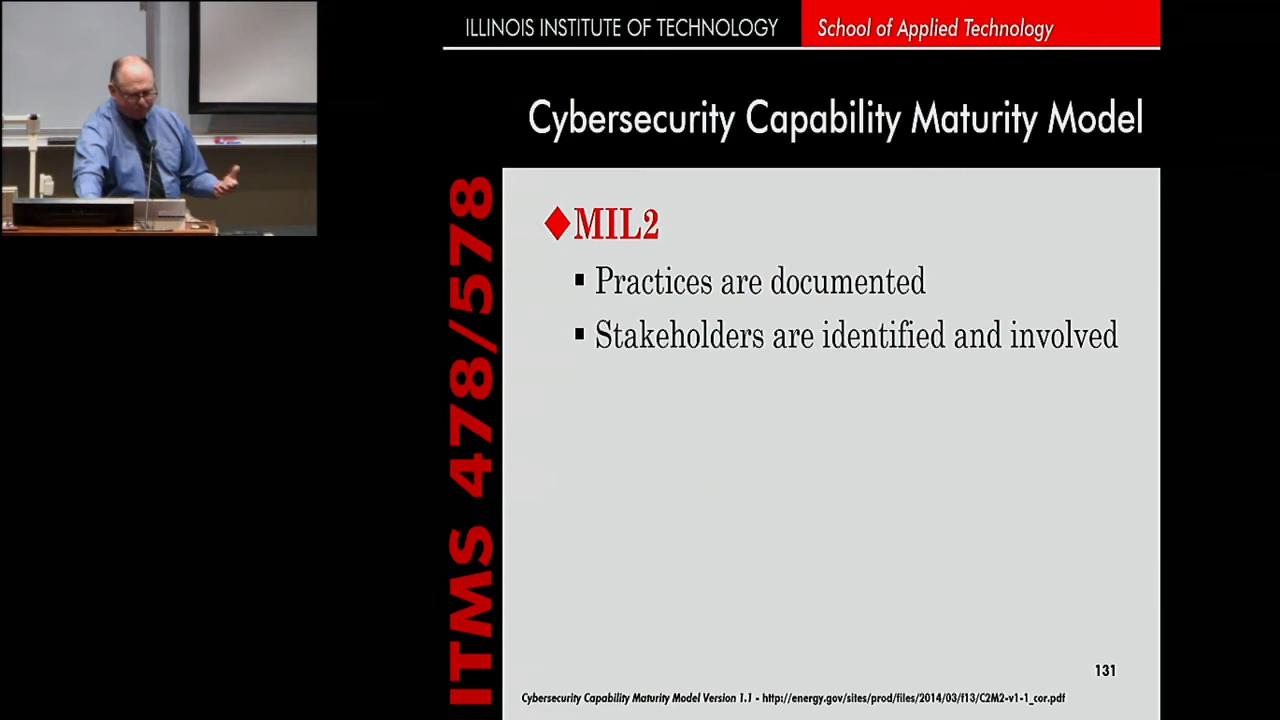 ILLINOIS INSTITUTE OF TECHNOLOGY School of Applied Technology
Cybersecurity Capability Maturity Model
ITMS 478/578
MIL2
Practices are documented
Stakeholders are identified and involved
131
Cybersecurity Capability Maturity Model Version 1.1 - http://energy.gov/sites/prod/files/2014/03/f13/C2M2-v1-1_cor.pdf